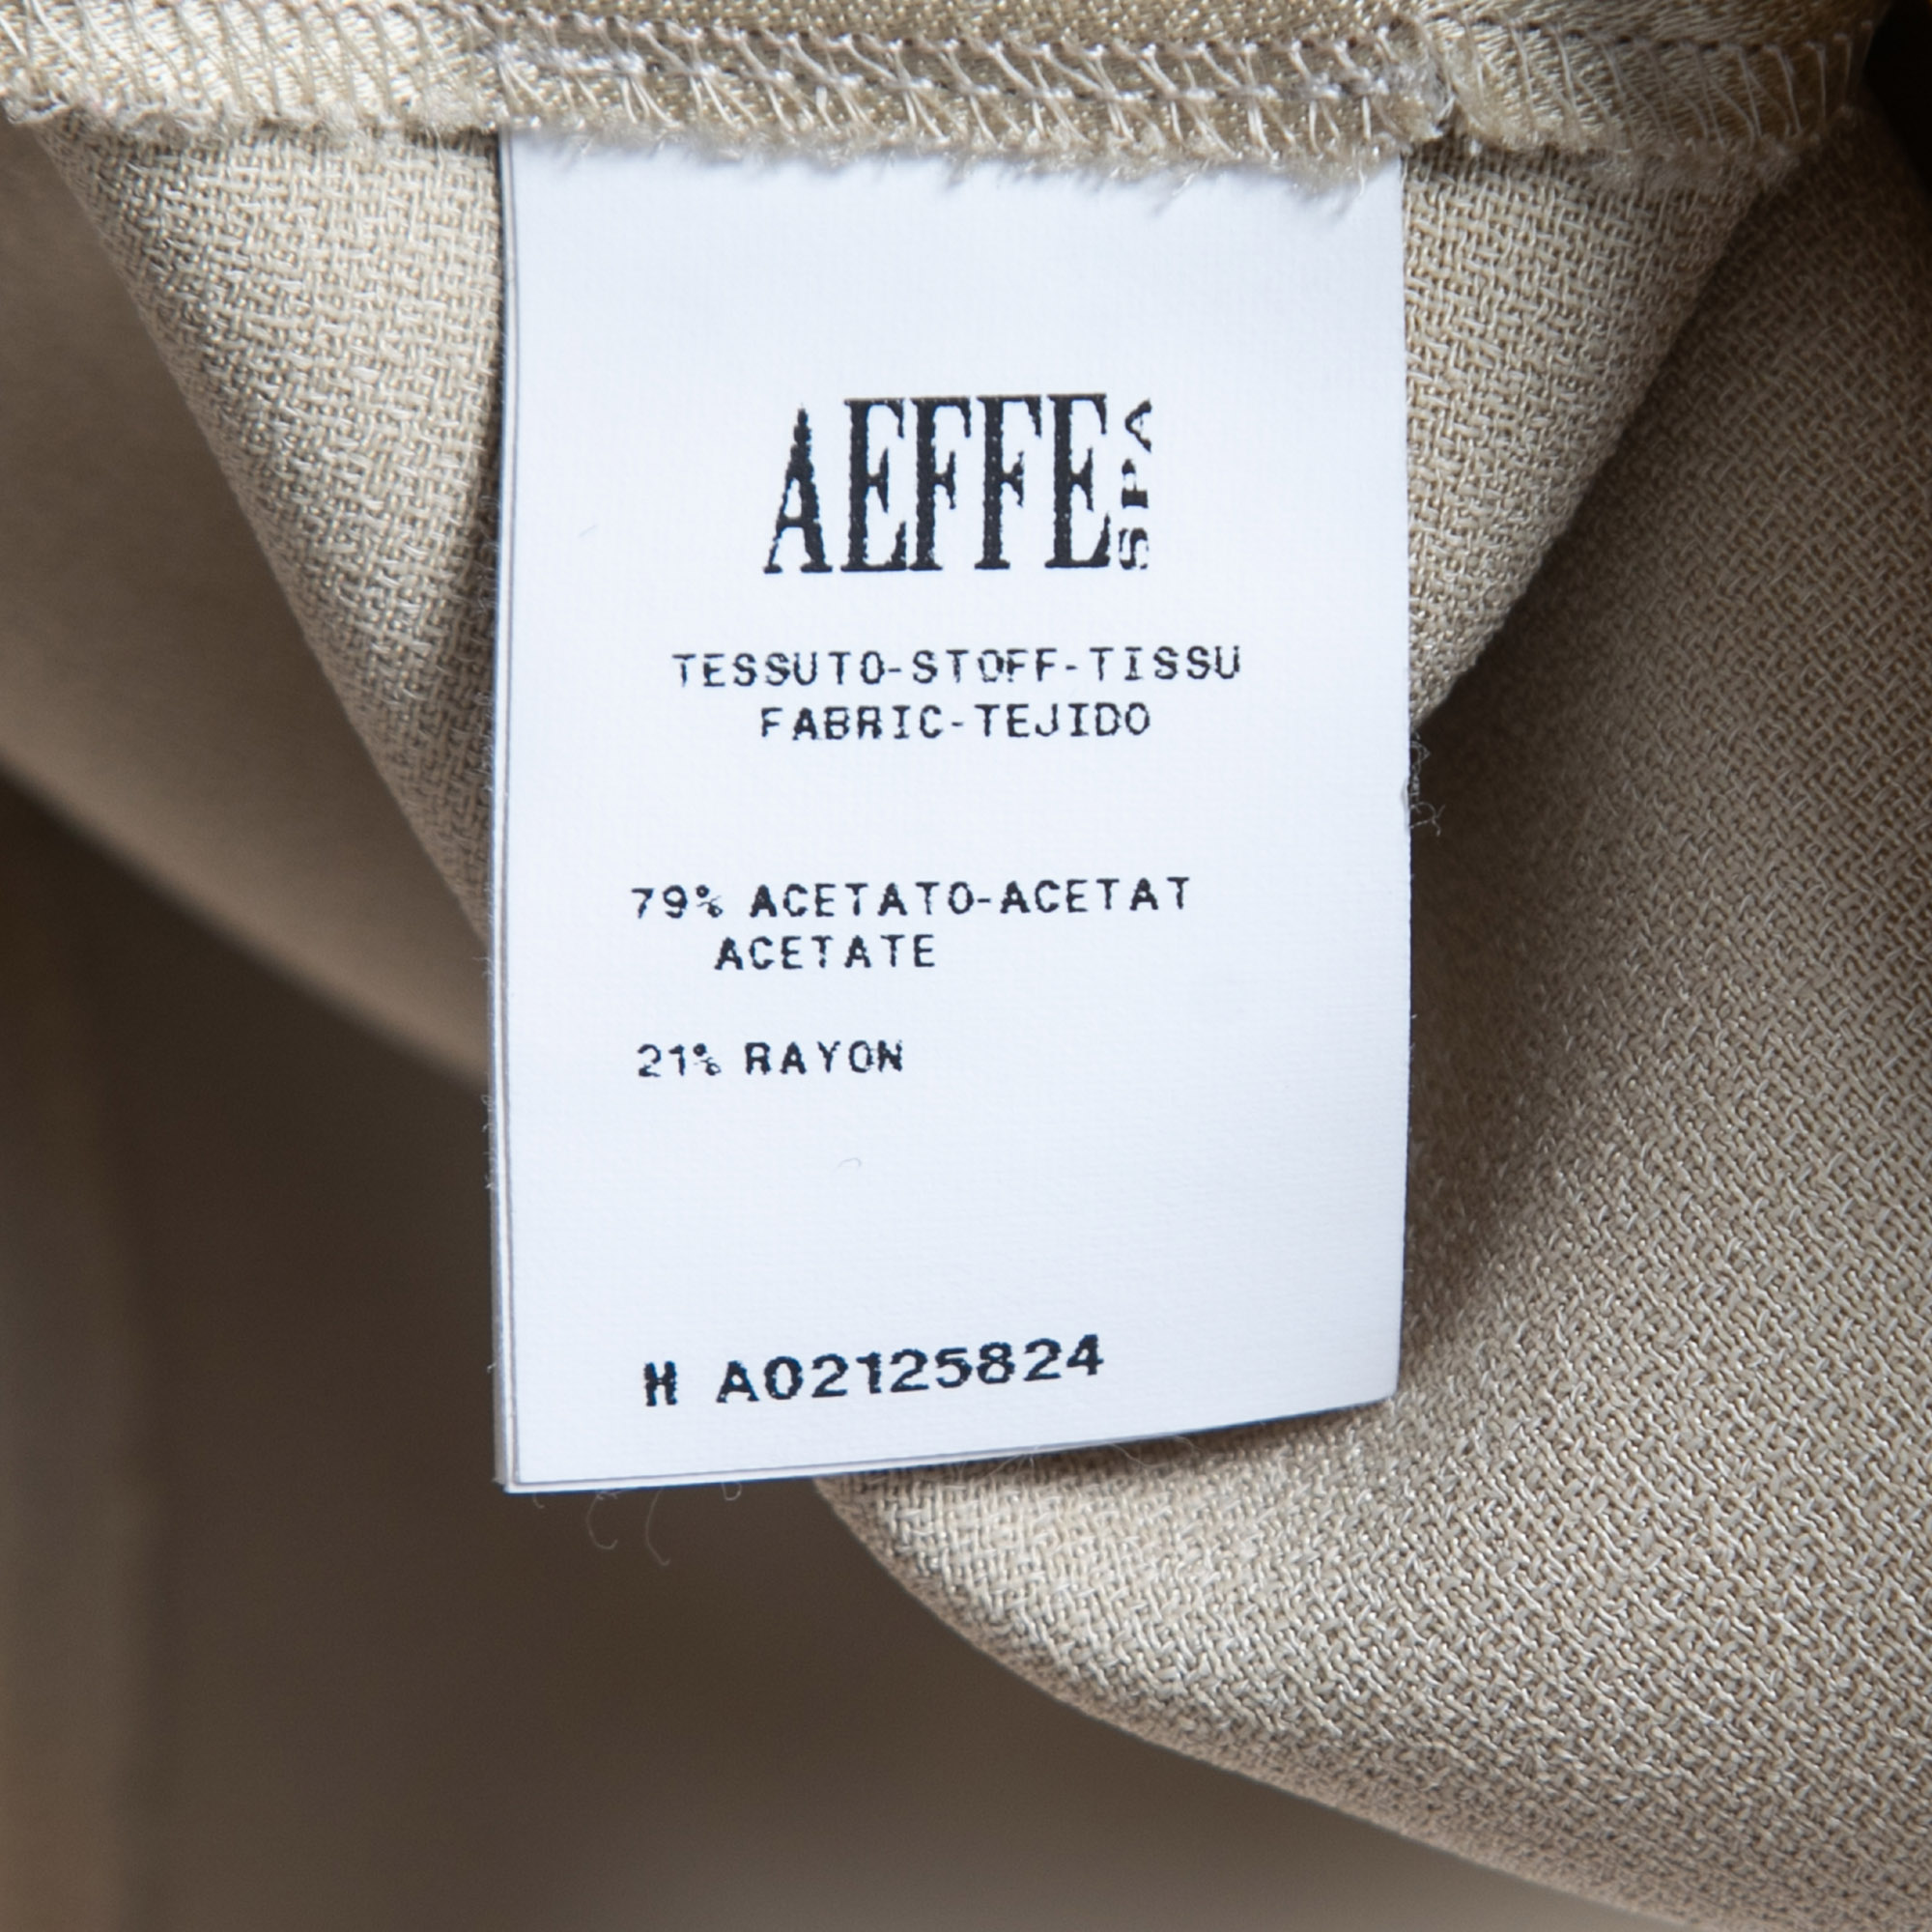 AEFFE SPA
TESSUTO-STOFF-TISSU
FABRIC-TEJIDO
79% ACETATO-ACETAT
ACETATE
21% RAYON
H A02125824